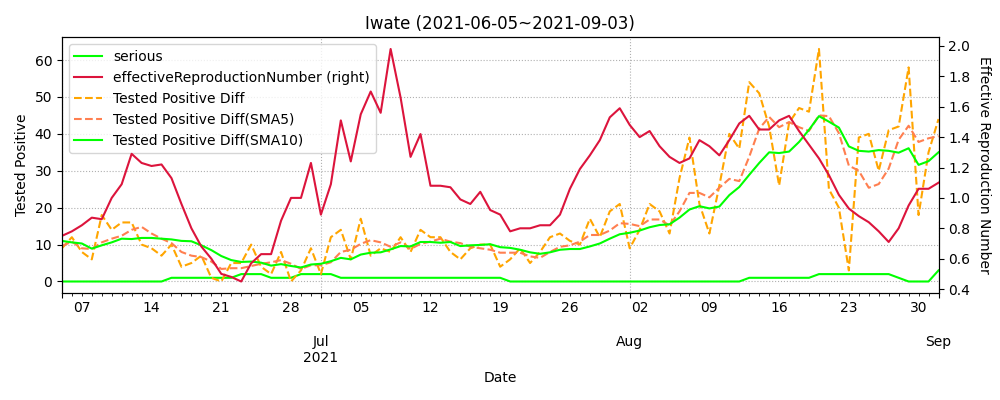 Iwate (2021-06-05~2021-09-03)
serious
effectiveReproductionNumber (right)
Tested Positive Diff
Tested Positive Diff(SMA5)
Tested Positive Diff(SMA10)
Tested Positive
60
50
40
30
20
10
0
2.0
1.8
1.6
1.4
1.2
1.0
0.8
0.6
0.4
Effective Reproduction Number
07 14 21 28 05 12 19 26 02 09 16 23 30
Jul Aug Sep
2021
Date